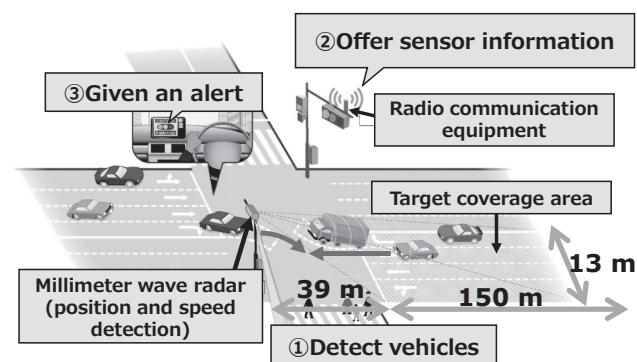 ②Offer sensor information
③Given an alert
Radio communication
equipment
Target coverage area
13 m
Millimeter wave radar
(position and speed
detection)
39 m
150 m
①Detect vehicles